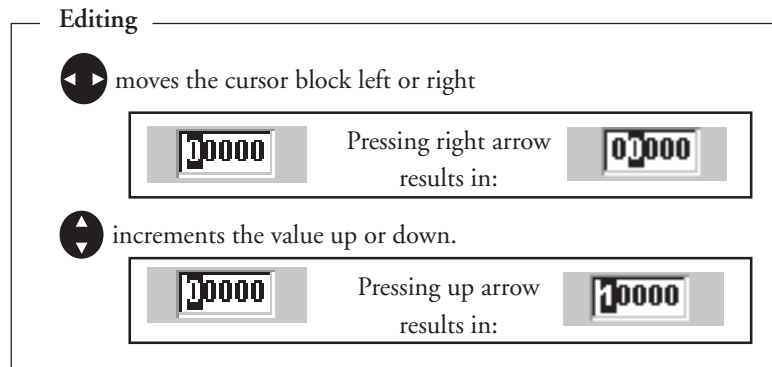 Editing
moves the cursor block left or right
00000 Pressing right arrow 00000
results in:
increments the value up or down.
00000 Pressing up arrow 10000
results in: